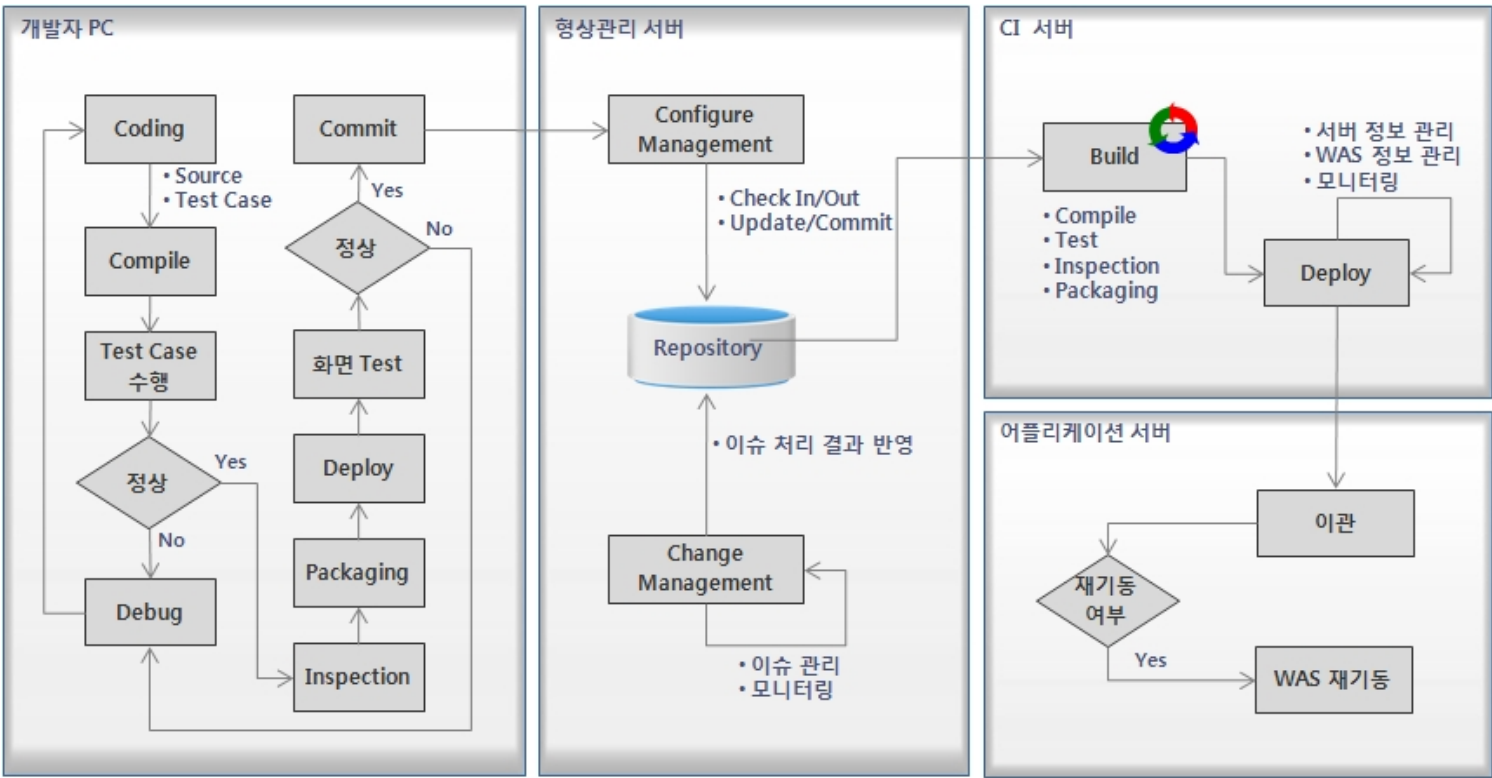 개발자 PC
Coding
• Source
• Test Case
Compile
Test Case
수행
정상
Yes
No
Debug
Commit
Yes
No
정상
화면 Test
Deploy
Packaging
Inspection
형상관리 서버
Configure
Management
• Check In/Out
• Update/Commit
Repository
• 이슈 처리 결과 반영
Change
Management
• 이슈 관리
• 모니터링
CI 서버
Build
• Compile
• Test
• Inspection
• Packaging
• 서버 정보 관리
• WAS 정보 관리
• 모니터링
Deploy
어플리케이션 서버
이관
재기동
여부
Yes
WAS 재기동